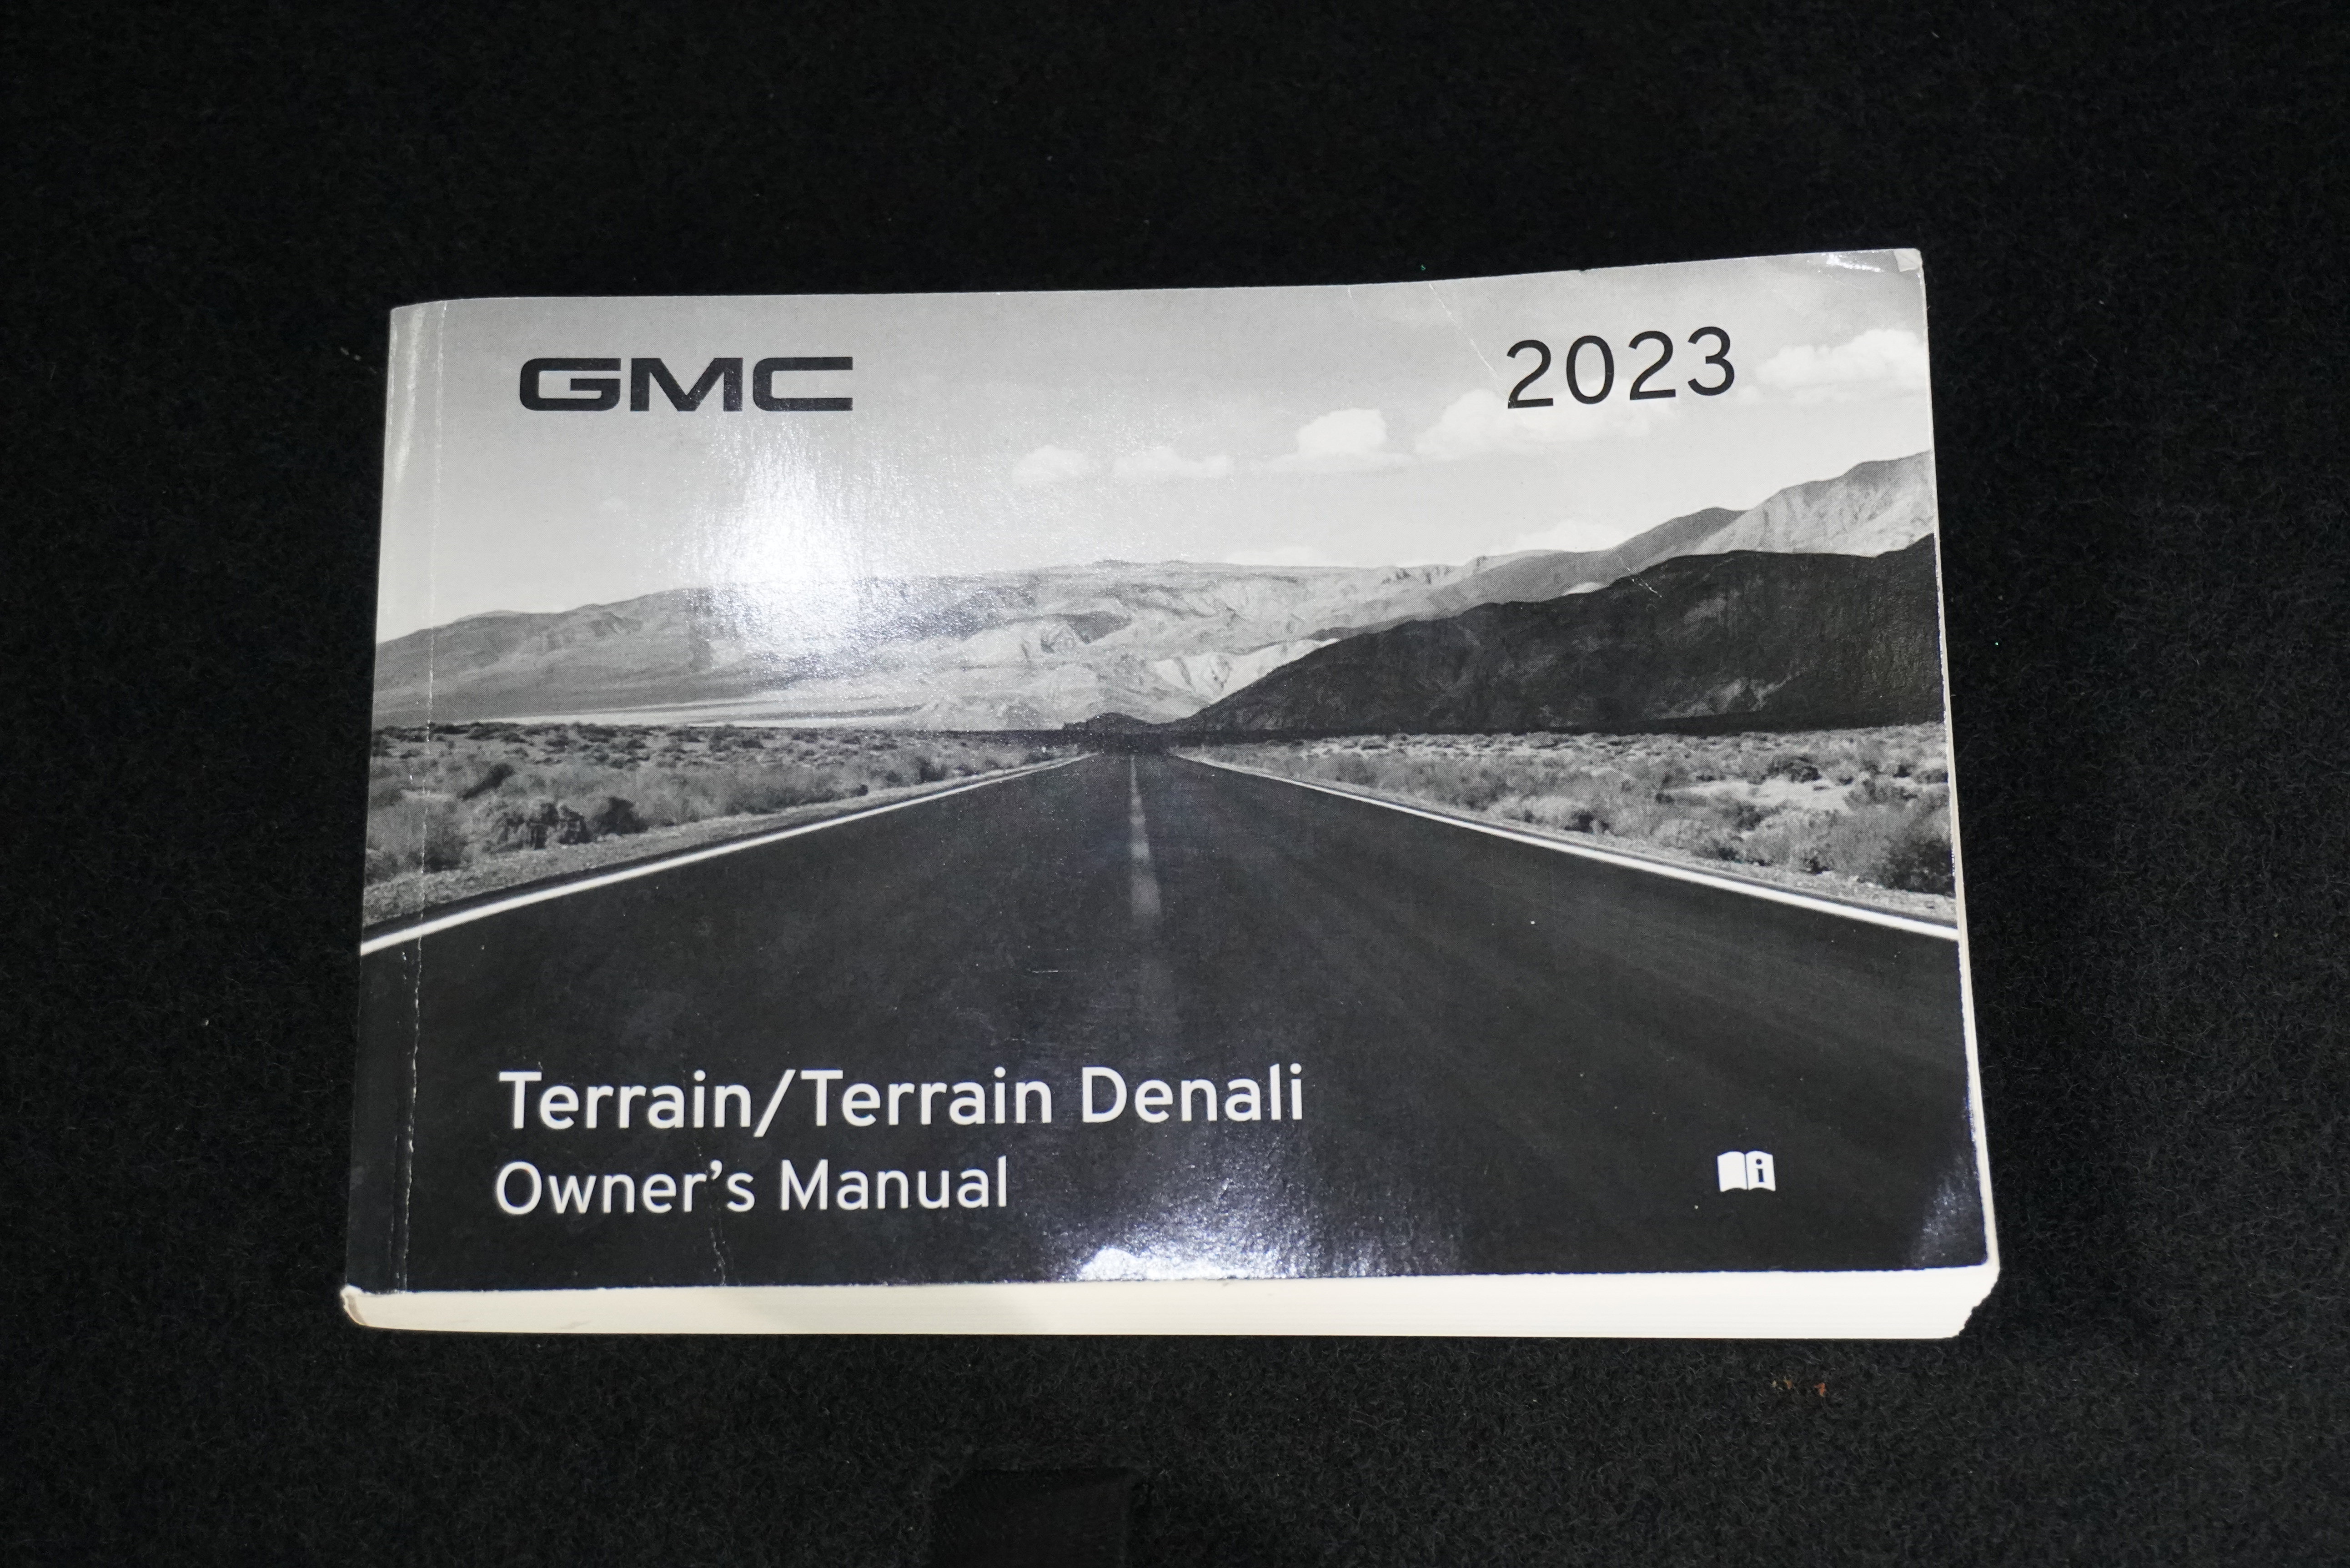 GMC
2023
Terrain/Terrain Denali
Owner's Manual
i